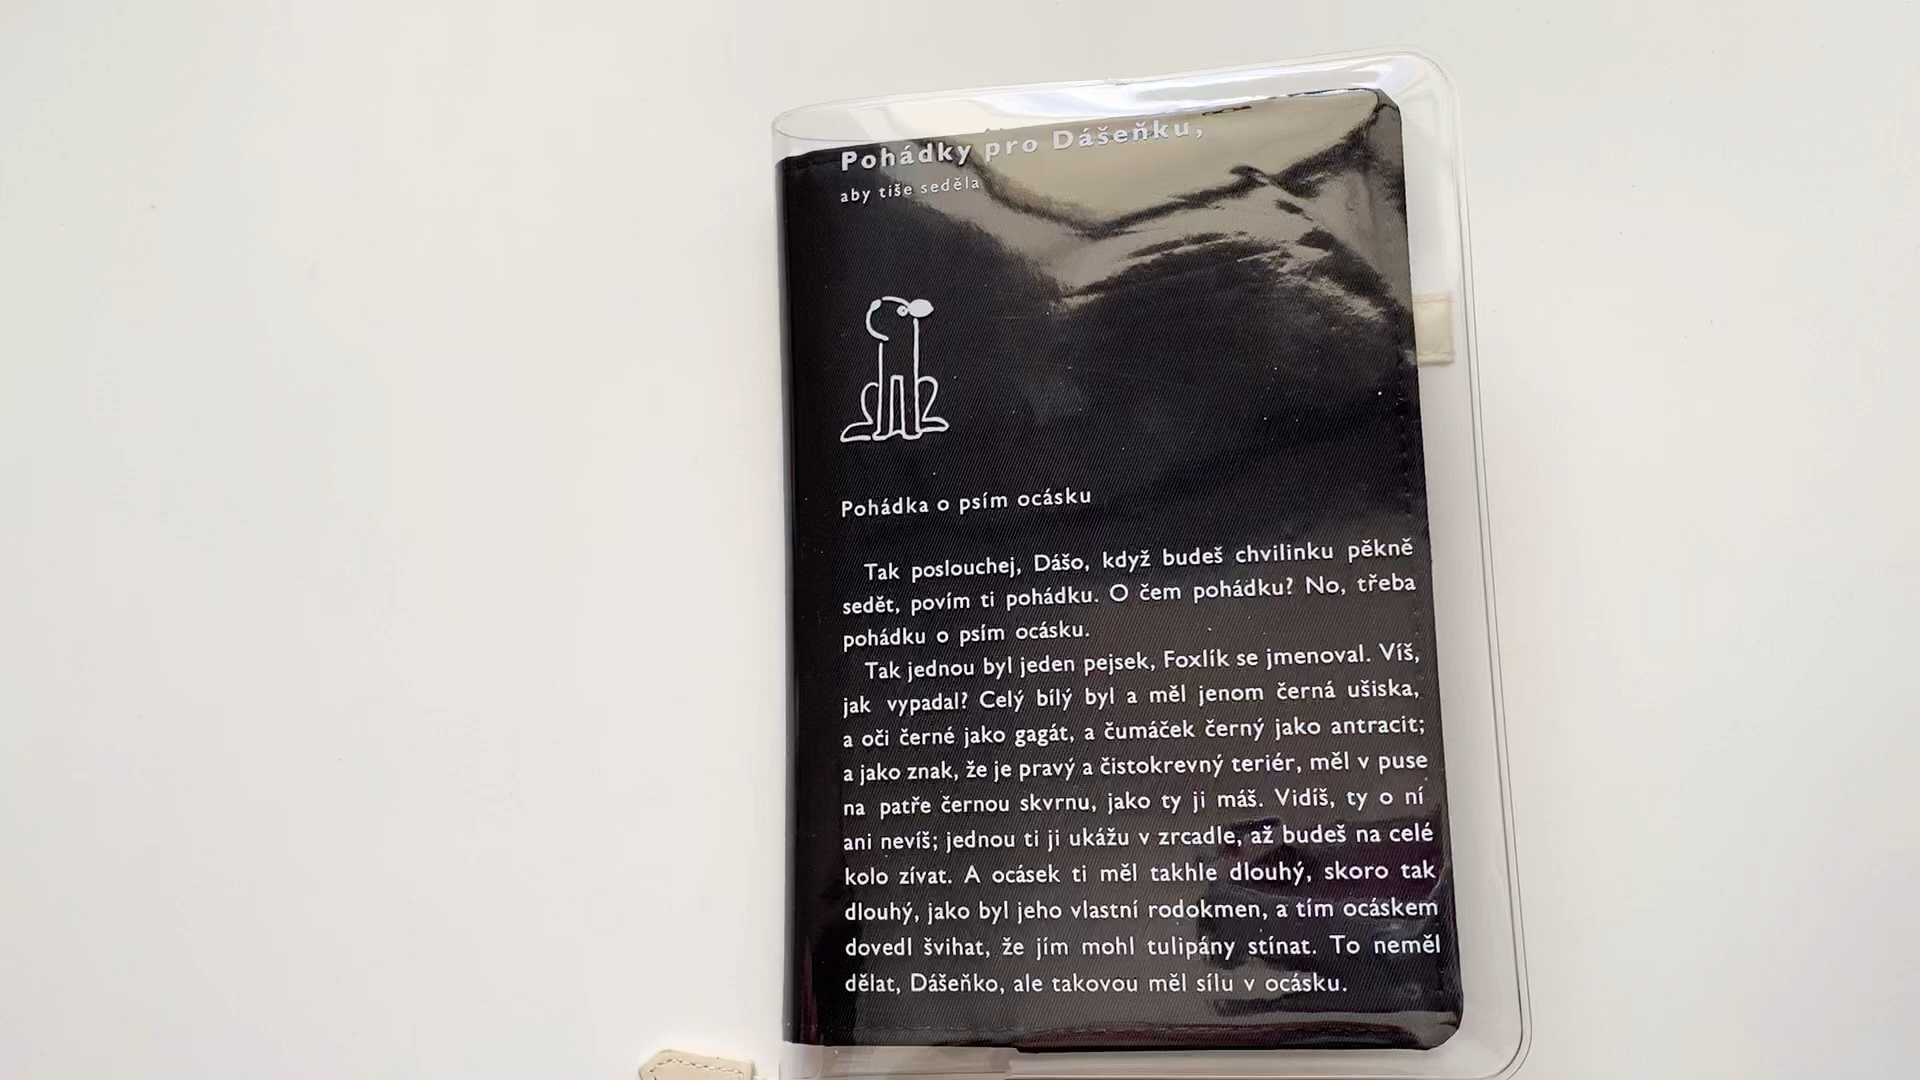 Pohádky pro Dášeňku,
aby tiše seděla
Pohádka o psím ocásku
Tak poslouchej, Dášo, když budeš chvilinku pěkně
sedět, povím ti pohádku. O čem pohádku? No, třeba
pohádku o psím ocásku.
Tak jednou byl jeden pejsek, Foxlík se jmenoval. Víš,
jak vypadal? Celý bílý byl a měl jenom černá ušiska,
a oči černé jako gagát, a čumáček černý jako antracit;
a jako znak, že je pravý a čistokrevný teriér, měl v puse
na patře černou skvrnu, jako ty ji máš. Vidíš, ty o ní
ani nevíš; jednou ti ji ukážu v zrcadle, až budeš na celé
kolo zívat. A ocásek ti měl takhle dlouhý, skoro tak
dlouhý, jako byl jeho vlastní rodokmen, a tím ocáskem
dovedl švihat, že jím mohl tulipány stínat. To neměl
dělat, Dášeňko, ale takovou měl sílu v ocásku.